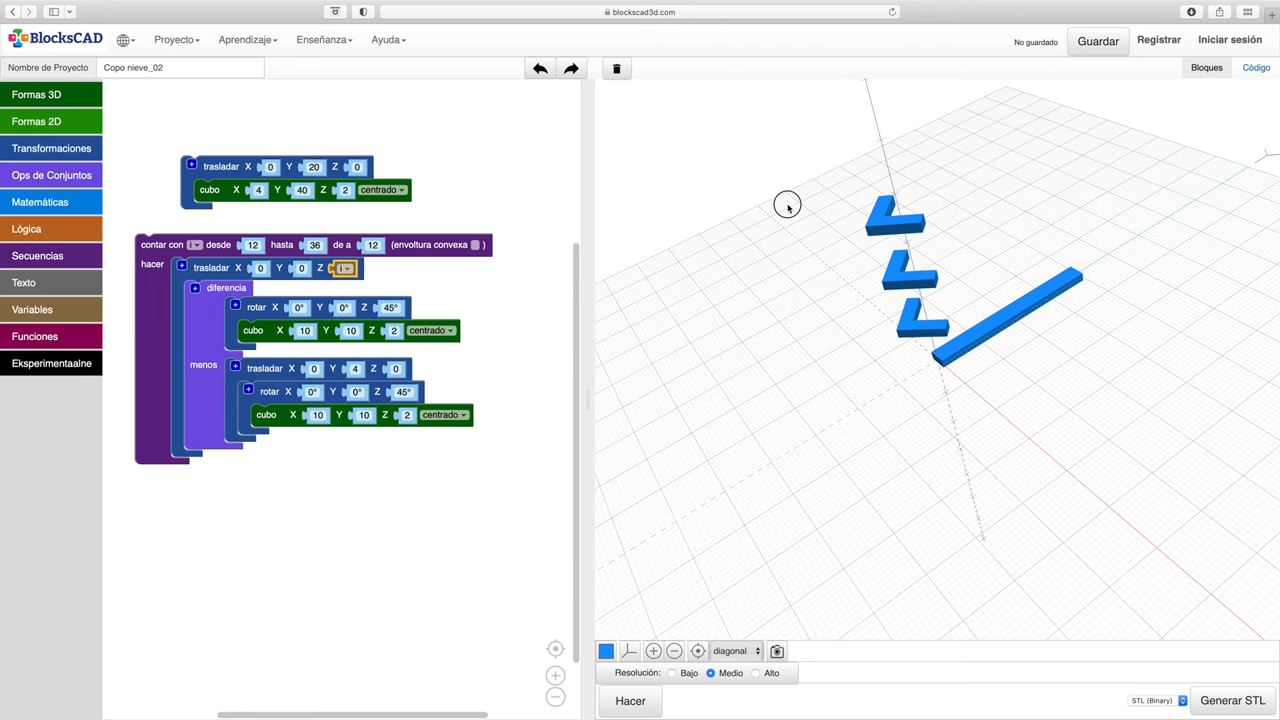 blockscad3d.com
BlocksCAD
Proyecto
Aprendizaje
Enseñanza
Ayuda
No guardado
Guardar
Registrar
Iniciar sesión
Nombre de Proyecto
Copo nieve_02
Bloques
Código
Formas 3D
Formas 2D
Transformaciones
Ops de Conjuntos
Matemáticas
Lógica
Secuencias
Texto
Variables
Funciones
Eksperimentaalne
+ trasladar X 0 Y 20 Z 0
cubo X 4 Y 40 Z 2 centrado
contar con i desde 12 hasta 36 de a 12 (envoltura convexa )
hacer
+ trasladar X 0 Y 0 Z i
+ diferencia
+ rotar X 0° Y 0° Z 45°
cubo X 10 Y 10 Z 2 centrado
menos
+ trasladar X 0 Y 4 Z 0
+ rotar X 0° Y 0° Z 45°
cubo X 10 Y 10 Z 2 centrado
diagonal
Resolución: Bajo Medio Alto
Hacer
STL (Binary)
Generar STL